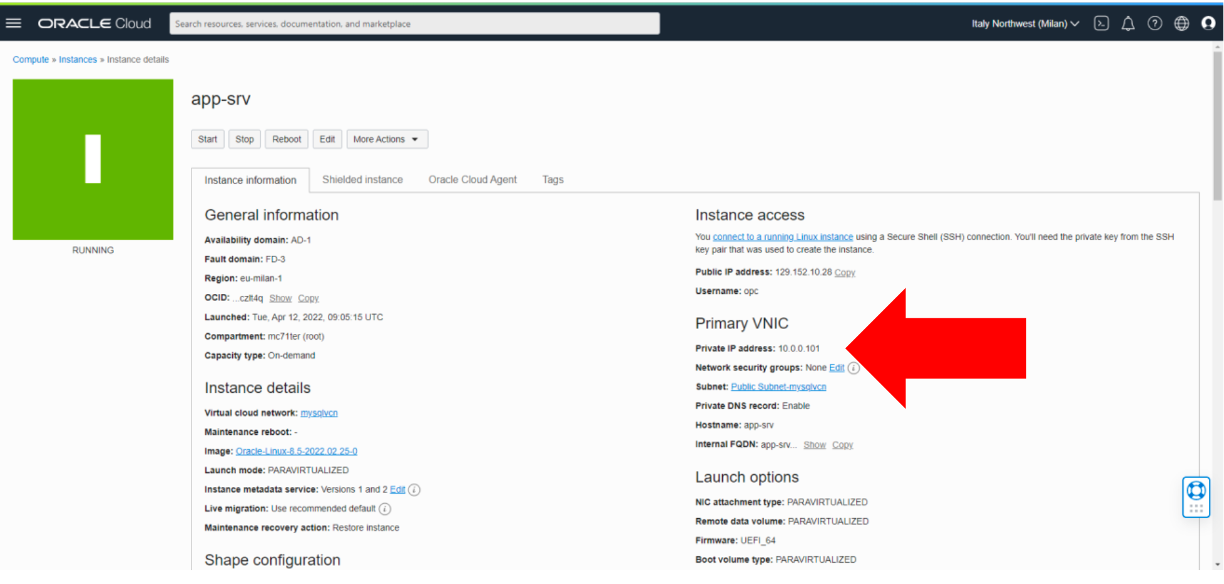 ORACLE Cloud
Search resources, services, documentation, and marketplace
Italy Northwest (Milan)
Compute » Instances » Instance details
RUNNING
app-srv
Start Stop Reboot Edit More Actions
Instance information Shielded instance Oracle Cloud Agent Tags
General information
Availability domain: AD-1
Fault domain: FD-3
Region: eu-milan-1
OCID: ...czlt4q Show Copy
Launched: Tue, Apr 12, 2022, 09:05:15 UTC
Compartment: mc71ter (root)
Capacity type: On-demand
Instance details
Virtual cloud network: mysqlvcn
Maintenance reboot: -
Image: Oracle-Linux-8.5-2022.02.25-0
Launch mode: PARAVIRTUALIZED
Instance metadata service: Versions 1 and 2 Edit
Live migration: Use recommended default
Maintenance recovery action: Restore instance
Shape configuration
Instance access
You connect to a running Linux instance using a Secure Shell (SSH) connection. You'll need the private key from the SSH
key pair that was used to create the instance.
Public IP address: 129.152.10.28 Copy
Username: opc
Primary VNIC
Private IP address: 10.0.0.101
Network security groups: None Edit
Subnet: Public Subnet-mysqlvcn
Private DNS record: Enable
Hostname: app-srv
Internal FQDN: app-srv... Show Copy
Launch options
NIC attachment type: PARAVIRTUALIZED
Remote data volume: PARAVIRTUALIZED
Firmware: UEFI_64
Boot volume type: PARAVIRTUALIZED